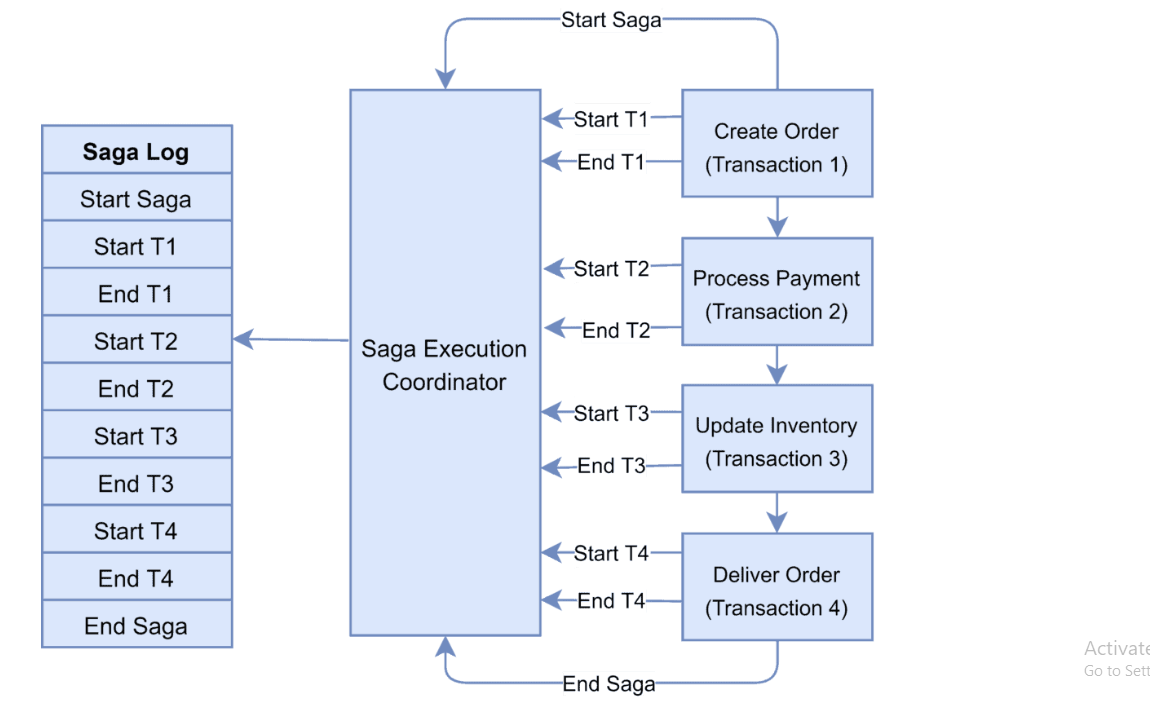 Start Saga
Saga Log
Start Saga
Start T1
End T1
Start T2
End T2
Start T3
End T3
Start T4
End T4
End Saga
Saga Execution
Coordinator
Start T1
End T1
Start T2
End T2
Start T3
End T3
Start T4
End T4
Create Order
(Transaction 1)
Process Payment
(Transaction 2)
Update Inventory
(Transaction 3)
Deliver Order
(Transaction 4)
End Saga
Activate
Go to Sett